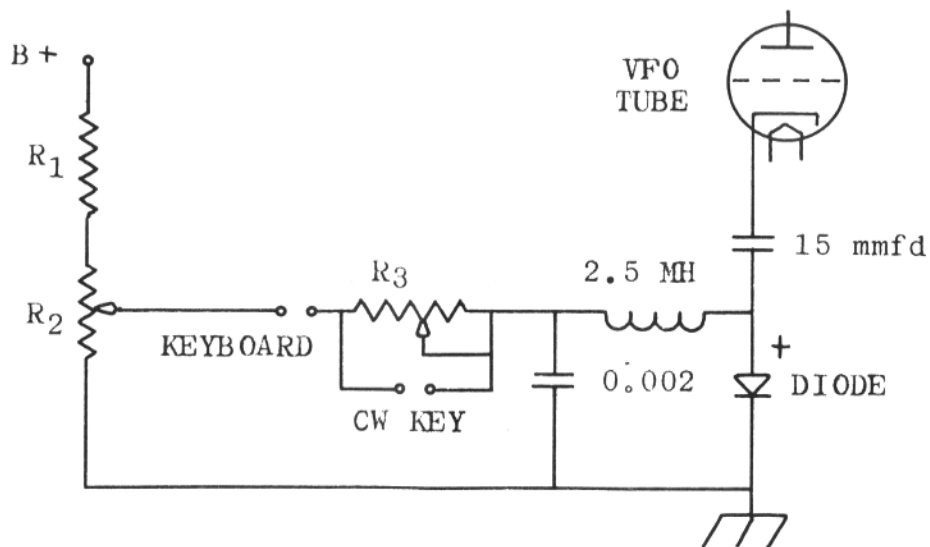 B +
VFO
TUBE
R1
15 mmfd
2.5 MH
R3
R2
+
KEYBOARD
0.002
DIODE
CW KEY